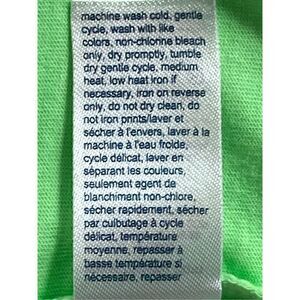 machine wash cold, gentle
cycle, wash with like
colors, non-chlorine bleach
only, dry promptly, tumble
dry gentle cycle, medium
heat, low heat iron if
necessary, iron on reverse
only, do not dry clean, do
not iron prints/laver et
sécher à l'envers, laver à la
machine à l'eau froide,
cycle délicat, laver en
séparant les couleurs,
seulement agent de
blanchiment non-chlore,
sécher rapidement, sécher
par culbutage à cycle
délicat, température
moyenne, repasser à
basse température si
nécessaire, repasser